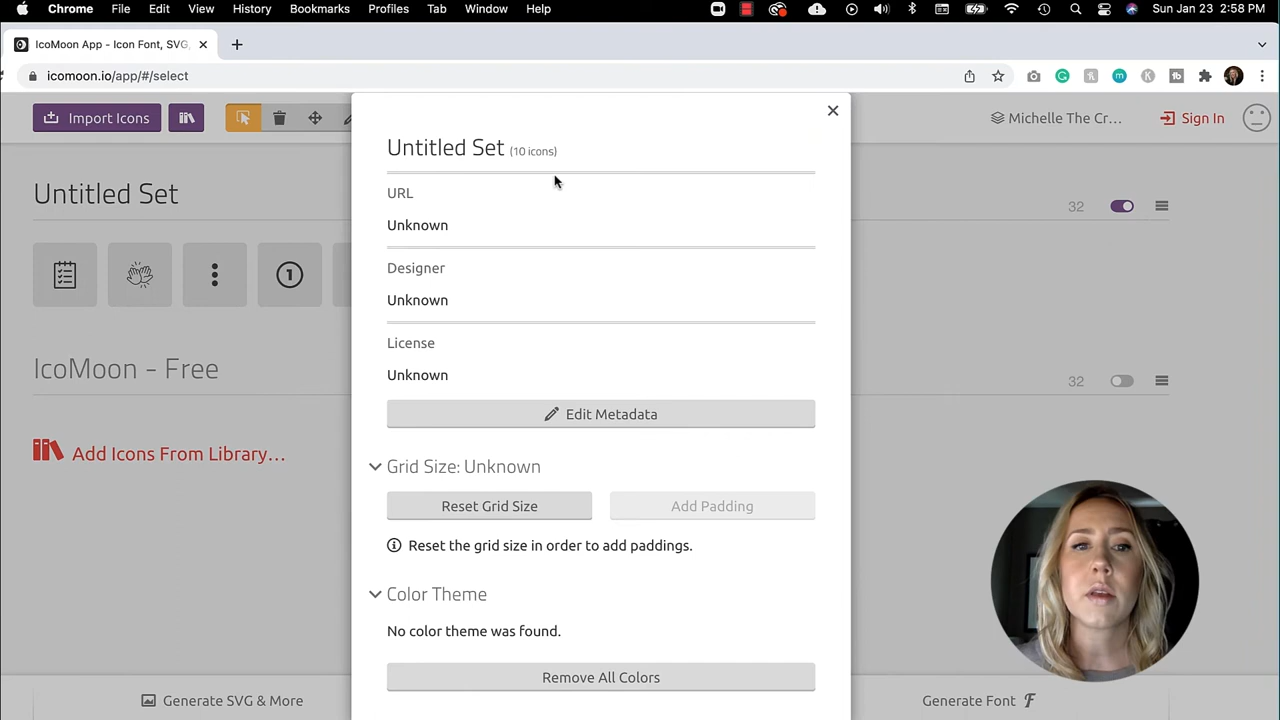 Chrome File Edit View History Bookmarks Profiles Tab Window Help Sun Jan 23 2:58 PM
IcoMoon App - Icon Font, SVG,
icomoon.io/app/#/select
Import Icons
Michelle The Cr...
Sign In
Untitled Set (10 icons)
Untitled Set
32
URL
Unknown
Designer
Unknown
1
License
Unknown
IcoMoon - Free
32
Edit Metadata
Add Icons From Library...
Grid Size: Unknown
Reset Grid Size
Add Padding
Reset the grid size in order to add paddings.
Color Theme
No color theme was found.
Remove All Colors
Generate SVG & More
Generate Font